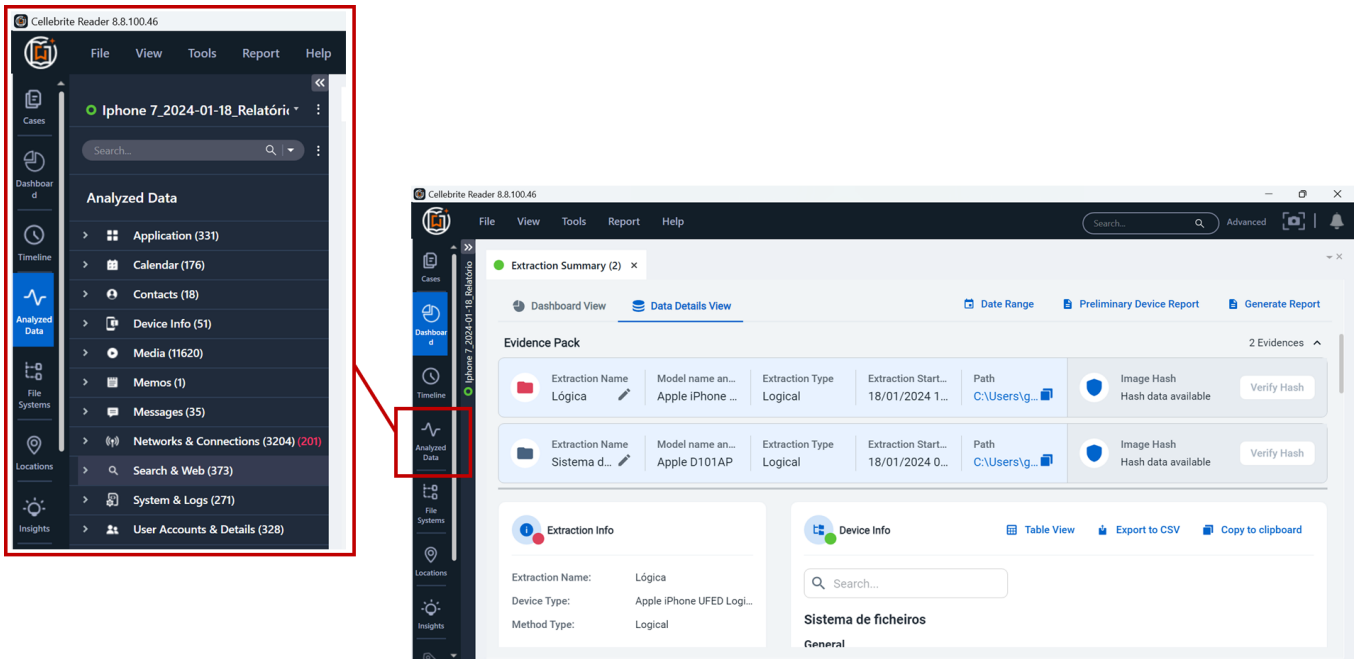 Cellebrite Reader 8.8.100.46
File View Tools Report Help
Cases
Dashboar
d
Timeline
Analyzed
Data
File
Systems
Locations
Insights
Iphone 7_2024-01-18_Relatóric
Search...
Analyzed Data
Application (331)
Calendar (176)
Contacts (18)
Device Info (51)
Media (11620)
Memos (1)
Messages (35)
Networks & Connections (3204) (201)
Search & Web (373)
System & Logs (271)
User Accounts & Details (328)
Cellebrite Reader 8.8.100.46
File View Tools Report Help
Search... Advanced
Cases
Dashboar
d
Timeline
Analyzed
Data
File
Systems
Locations
Insights
Iphone 7_2024-01-18_Relatório
Extraction Summary (2)
Dashboard View Data Details View Date Range Preliminary Device Report Generate Report
Evidence Pack 2 Evidences
Extraction Name Model name an... Extraction Type Extraction Start... Path Image Hash
Lógica Apple iPhone ... Logical 18/01/2024 1... C:\Users\g... Hash data available Verify Hash
Extraction Name Model name an... Extraction Type Extraction Start... Path Image Hash
Sistema d... Apple D101AP Logical 18/01/2024 0... C:\Users\g... Hash data available Verify Hash
Extraction Info
Extraction Name: Lógica
Device Type: Apple iPhone UFED Logi...
Method Type: Logical
Device Info Table View Export to CSV Copy to clipboard
Search...
Sistema de ficheiros
General